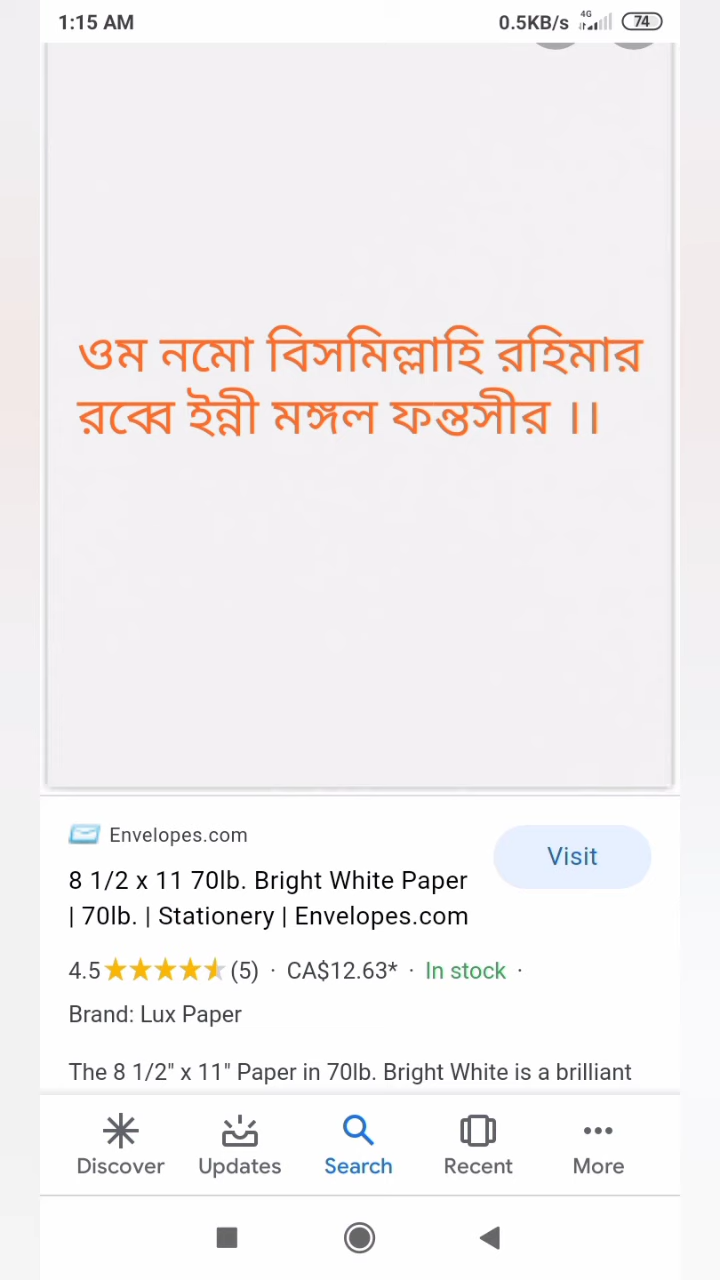 1:15 AM 0.5KB/s 4G 74
ওম নমো বিসমিল্লাহি রহিমার
রব্বে ইন্নী মঙ্গল ফন্তসীর ।।
Envelopes.com
Visit
8 1/2 x 11 70lb. Bright White Paper
| 70lb. | Stationery | Envelopes.com
4.5 (5) · CA$12.63* · In stock ·
Brand: Lux Paper
The 8 1/2" x 11" Paper in 70lb. Bright White is a brilliant
Discover Updates Search Recent More